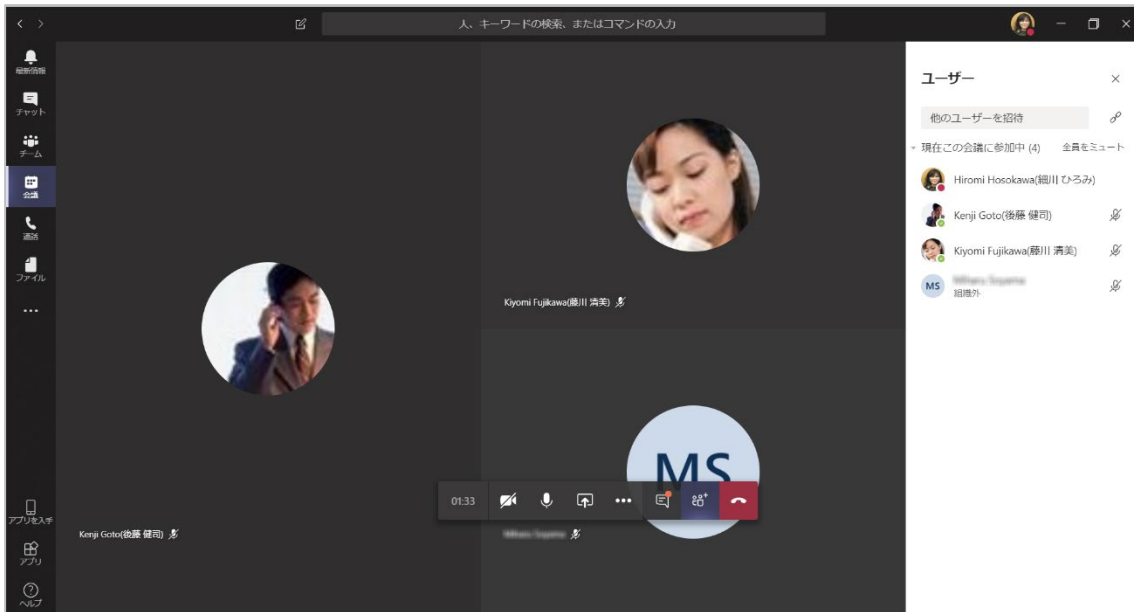 人、キーワードの検索、またはコマンドの入力
最新情報
チャット
チーム
会議
通話
ファイル
アプリを入手
アプリ
ヘルプ
Kenji Goto(後藤 健司)
Kiyomi Fujikawa(藤川 清美)
MS
01:33
ユーザー
他のユーザーを招待
現在この会議に参加中 (4) 全員をミュート
Hiromi Hosokawa(細川 ひろみ)
Kenji Goto(後藤 健司)
Kiyomi Fujikawa(藤川 清美)
MS
組織外